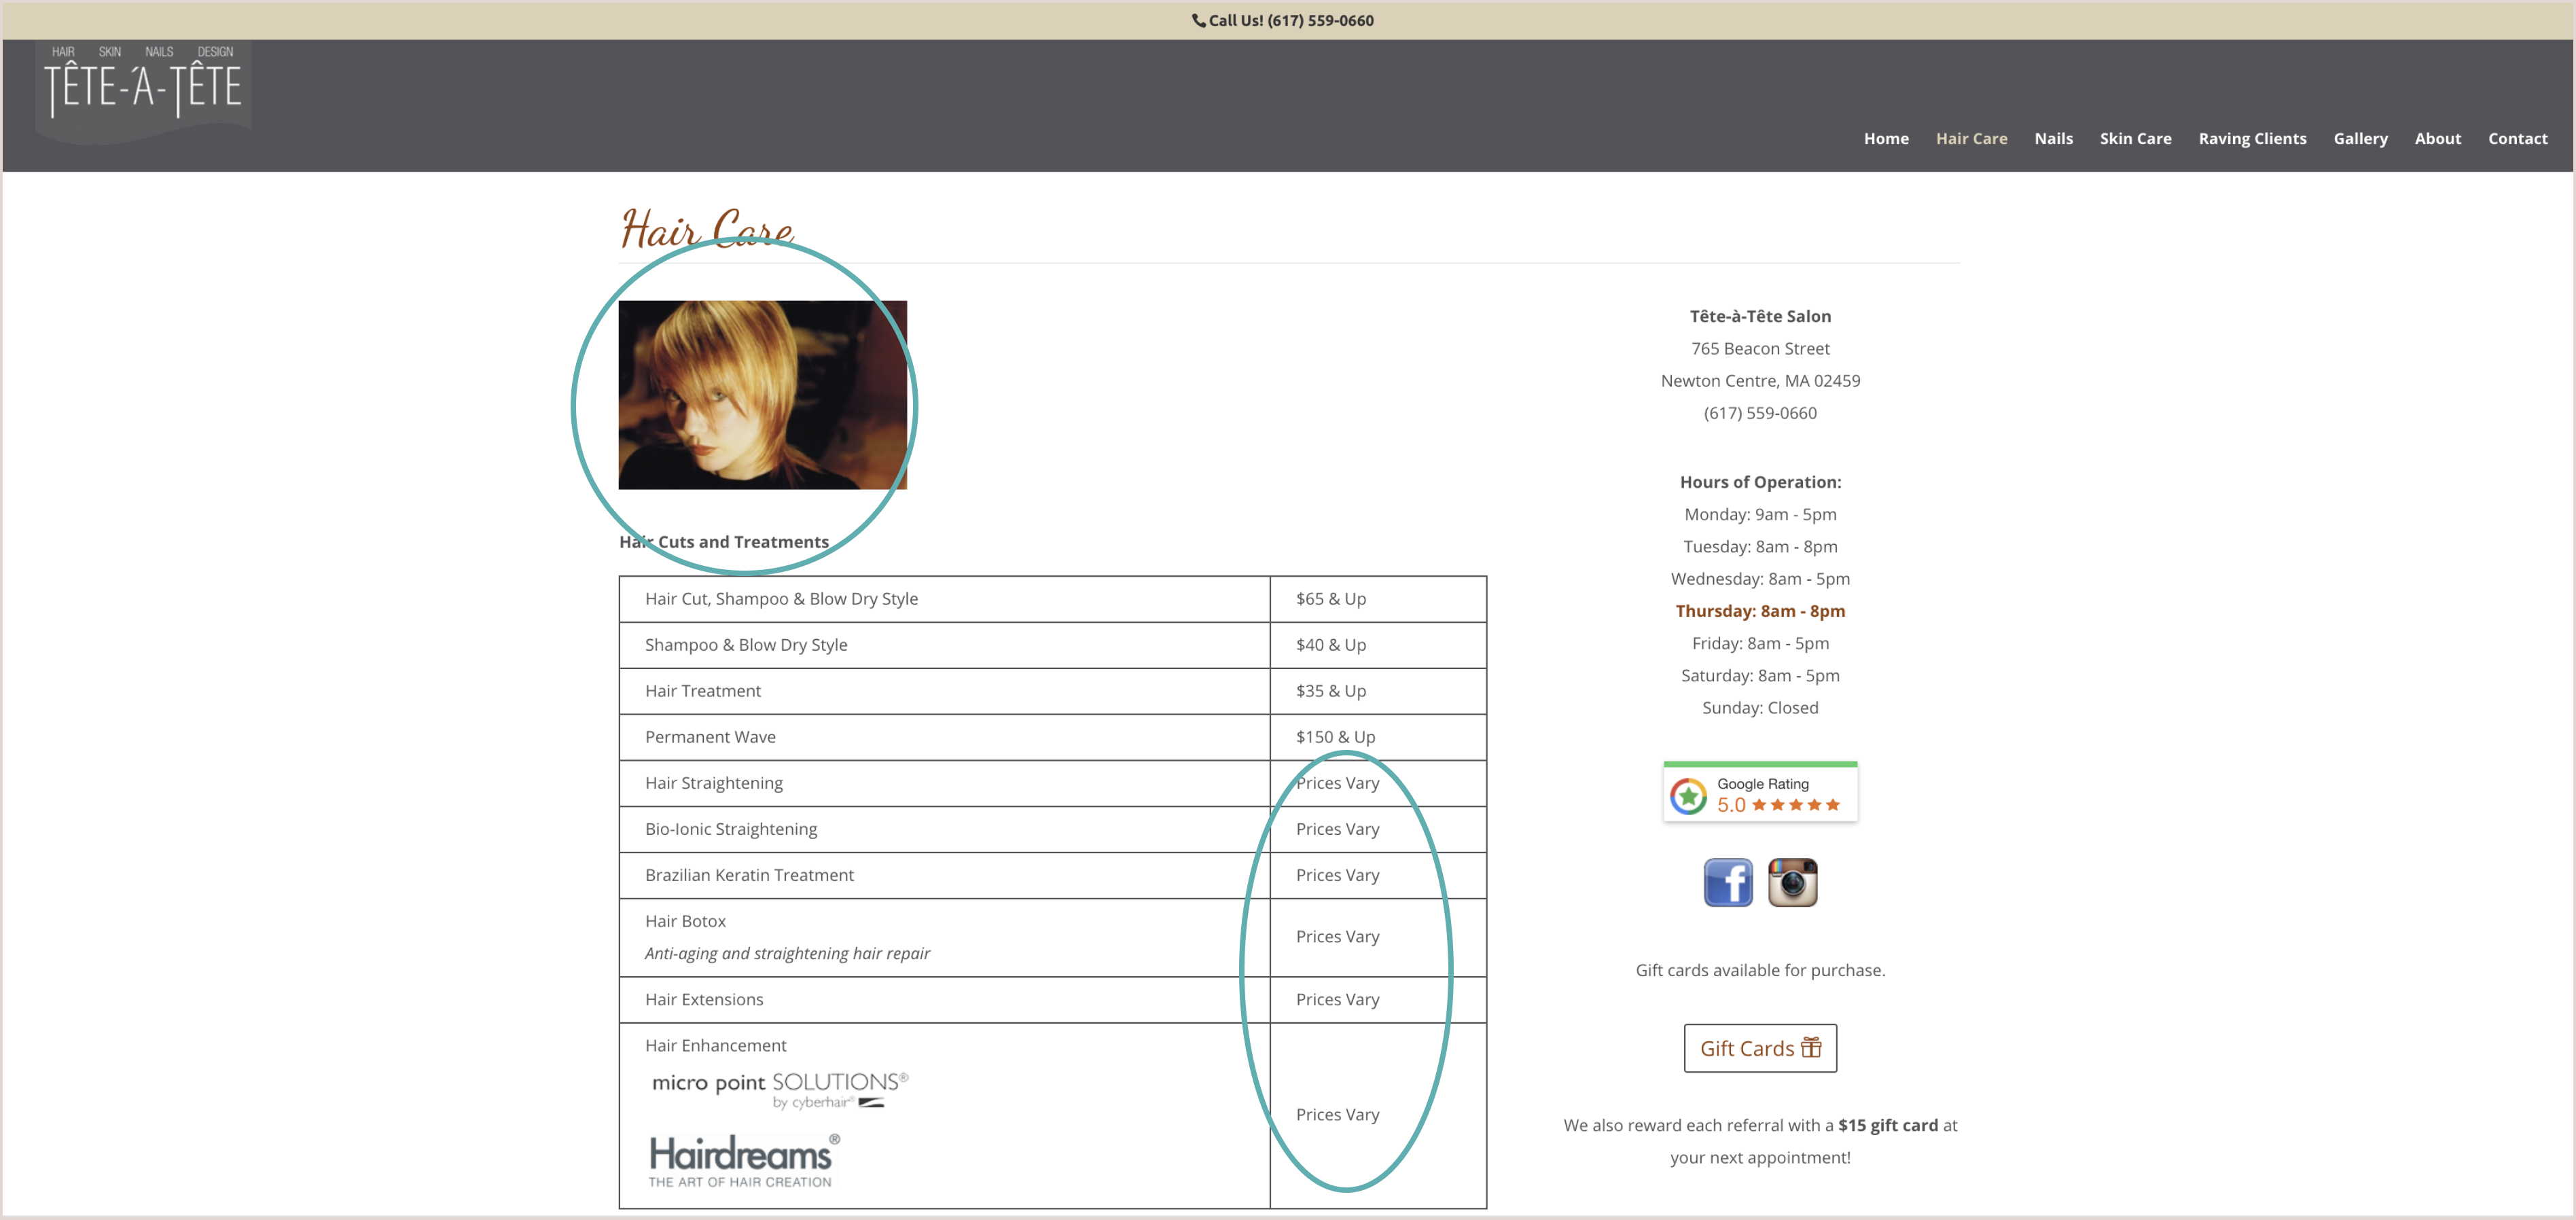 Call Us! (617) 559-0660
HAIR SKIN NAILS DESIGN
TÊTE-Á-TÊTE
Home Hair Care Nails Skin Care Raving Clients Gallery About Contact
Hair Care
Hair Cuts and Treatments
Hair Cut, Shampoo & Blow Dry Style $65 & Up
Shampoo & Blow Dry Style $40 & Up
Hair Treatment $35 & Up
Permanent Wave $150 & Up
Hair Straightening Prices Vary
Bio-Ionic Straightening Prices Vary
Brazilian Keratin Treatment Prices Vary
Hair Botox
Anti-aging and straightening hair repair
Prices Vary
Hair Extensions Prices Vary
Hair Enhancement
micro point SOLUTIONS®
by cyberhair®
Hairdreams®
THE ART OF HAIR CREATION
Prices Vary
Tête-à-Tête Salon
765 Beacon Street
Newton Centre, MA 02459
(617) 559-0660
Hours of Operation:
Monday: 9am - 5pm
Tuesday: 8am - 8pm
Wednesday: 8am - 5pm
Thursday: 8am - 8pm
Friday: 8am - 5pm
Saturday: 8am - 5pm
Sunday: Closed
Google Rating
5.0
Gift cards available for purchase.
Gift Cards
We also reward each referral with a $15 gift card at
your next appointment!